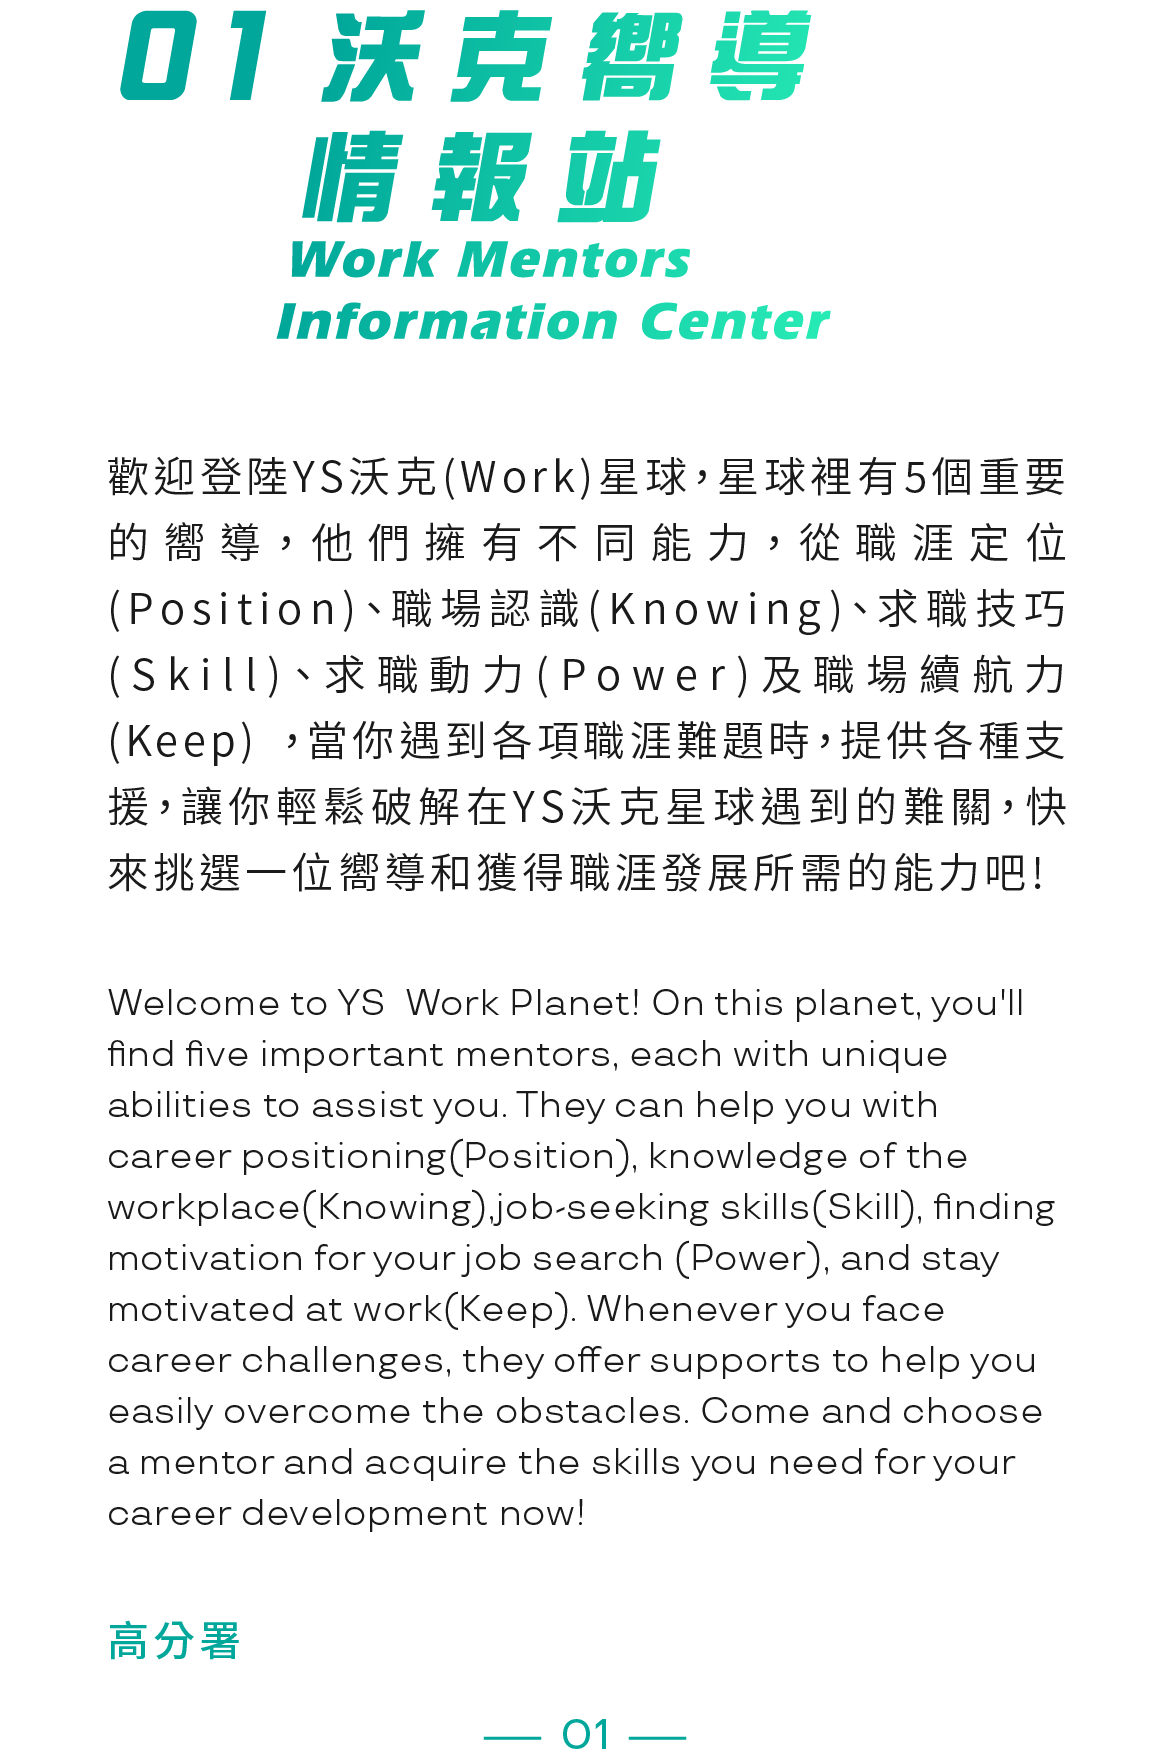 01 沃克嚮導
情報站
Work Mentors
Information Center
歡迎登陸YS沃克(Work)星球，星球裡有5個重要
的嚮導，他們擁有不同能力，從職涯定位
(Position)、職場認識(Knowing)、求職技巧
(Skill)、求職動力(Power)及職場續航力
(Keep) ，當你遇到各項職涯難題時，提供各種支
援，讓你輕鬆破解在YS沃克星球遇到的難關，快
來挑選一位嚮導和獲得職涯發展所需的能力吧!
Welcome to YS  Work Planet! On this planet, you'll
find five important mentors, each with unique
abilities to assist you. They can help you with
career positioning(Position), knowledge of the
workplace(Knowing),job-seeking skills(Skill), finding
motivation for your job search (Power), and stay
motivated at work(Keep). Whenever you face
career challenges, they offer supports to help you
easily overcome the obstacles. Come and choose
a mentor and acquire the skills you need for your
career development now!
高分署
— 01 —